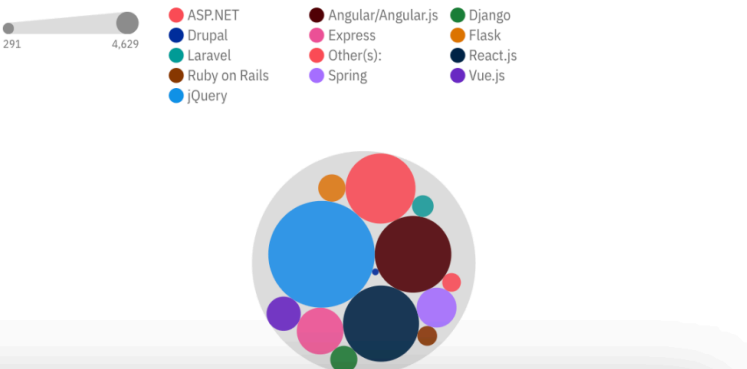 291
4,629
ASP.NET
Drupal
Laravel
Ruby on Rails
jQuery
Angular/Angular.js
Express
Other(s):
Spring
Django
Flask
React.js
Vue.js